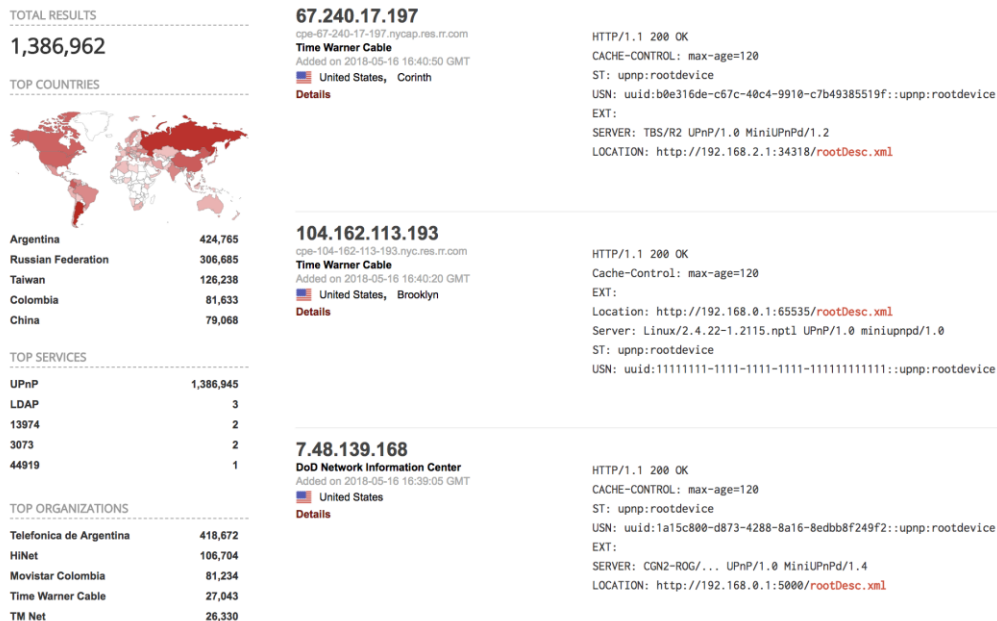 TOTAL RESULTS
1,386,962
TOP COUNTRIES
Argentina 424,765
Russian Federation 306,685
Taiwan 126,238
Colombia 81,633
China 79,068
TOP SERVICES
UPnP 1,386,945
LDAP 3
13974 2
3073 2
44919 1
TOP ORGANIZATIONS
Telefonica de Argentina 418,672
HiNet 106,704
Movistar Colombia 81,234
Time Warner Cable 27,043
TM Net 26,330
67.240.17.197
cpe-67-240-17-197.nycap.res.rr.com
Time Warner Cable
Added on 2018-05-16 16:40:50 GMT
United States, Corinth
Details
HTTP/1.1 200 OK
CACHE-CONTROL: max-age=120
ST: upnp:rootdevice
USN: uuid:b0e316de-c67c-40c4-9910-c7b49385519f::upnp:rootdevice
EXT:
SERVER: TBS/R2 UPnP/1.0 MiniUPnPd/1.2
LOCATION: http://192.168.2.1:34318/rootDesc.xml
104.162.113.193
cpe-104-162-113-193.nyc.res.rr.com
Time Warner Cable
Added on 2018-05-16 16:40:20 GMT
United States, Brooklyn
Details
HTTP/1.1 200 OK
Cache-Control: max-age=120
EXT:
Location: http://192.168.0.1:65535/rootDesc.xml
Server: Linux/2.4.22-1.2115.nptl UPnP/1.0 miniupnpd/1.0
ST: upnp:rootdevice
USN: uuid:11111111-1111-1111-1111-111111111111::upnp:rootdevice
7.48.139.168
DoD Network Information Center
Added on 2018-05-16 16:39:05 GMT
United States
Details
HTTP/1.1 200 OK
CACHE-CONTROL: max-age=120
ST: upnp:rootdevice
USN: uuid:1a15c800-d873-4288-8a16-8edbb8f249f2::upnp:rootdevice
EXT:
SERVER: CGN2-ROG/... UPnP/1.0 MiniUPnPd/1.4
LOCATION: http://192.168.0.1:5000/rootDesc.xml